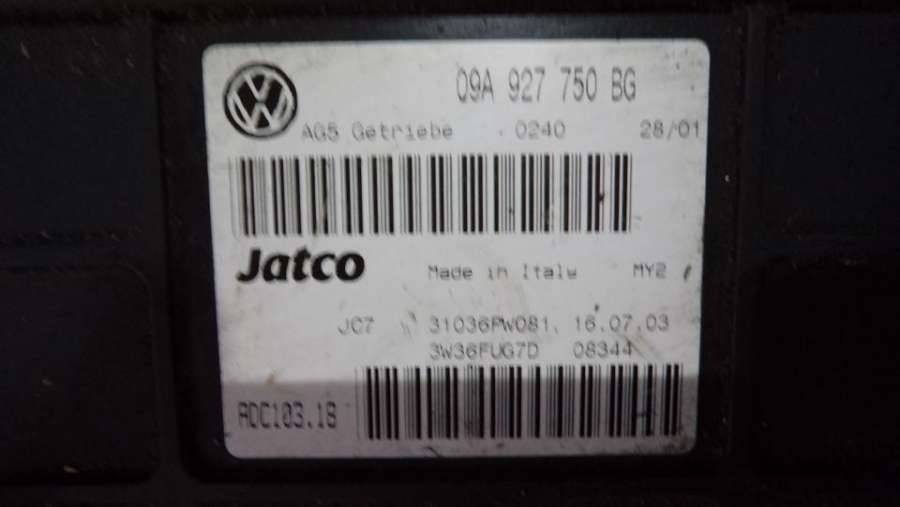 09A 927 750 BG
AG5 Getriebe 0240 28/01
Jatco Made in Italy MY2
JC7 31036PW081, 16.07.03
3W36FUG7D 08344
ADC103.18